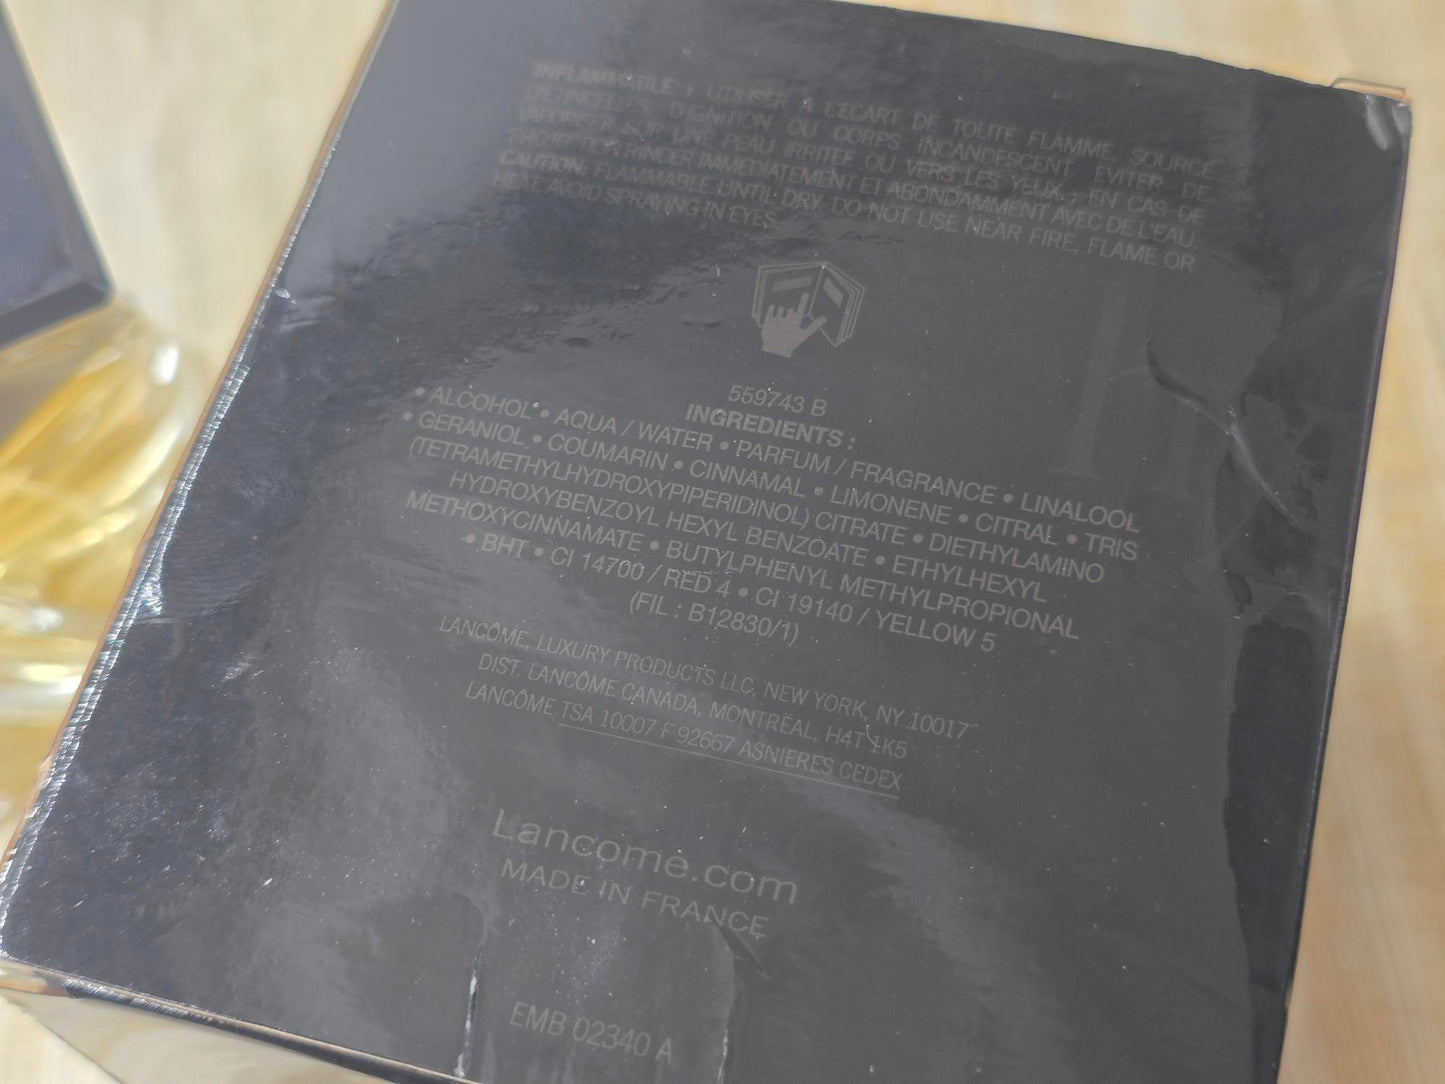 INFLAMMABLE : UTILISER À L'ÉCART DE TOUTE FLAMME, SOURCE
D'ETINCELLES, D'IGNITION OU CORPS INCANDESCENT. EVITER DE
VAPORISER SUR UNE PEAU IRRITÉE OU VERS LES YEUX. EN CAS DE
PROJECTION RINCER IMMEDIATEMENT ET ABONDAMMENT AVEC DE L'EAU.
CAUTION: FLAMMABLE UNTIL DRY. DO NOT USE NEAR FIRE, FLAME OR
HEAT. AVOID SPRAYING IN EYES
559743 B
INGREDIENTS :
• ALCOHOL • AQUA / WATER • PARFUM / FRAGRANCE • LINALOOL
• GERANIOL • COUMARIN • CINNAMAL • LIMONENE • CITRAL • TRIS
(TETRAMETHYLHYDROXYPIPERIDINOL) CITRATE • DIETHYLAMINO
HYDROXYBENZOYL HEXYL BENZOATE • ETHYLHEXYL
METHOXYCINNAMATE • BUTYLPHENYL METHYLPROPIONAL
• BHT • CI 14700 / RED 4 • CI 19140 / YELLOW 5
(FIL : B12830/1)
LANCÔME, LUXURY PRODUCTS LLC, NEW YORK, NY 10017
DIST. LANCÔME CANADA, MONTRÉAL, H4T 1K5
LANCÔME TSA 10007 F 92667 ASNIERES CEDEX
Lancome.com
MADE IN FRANCE
EMB 02340 A